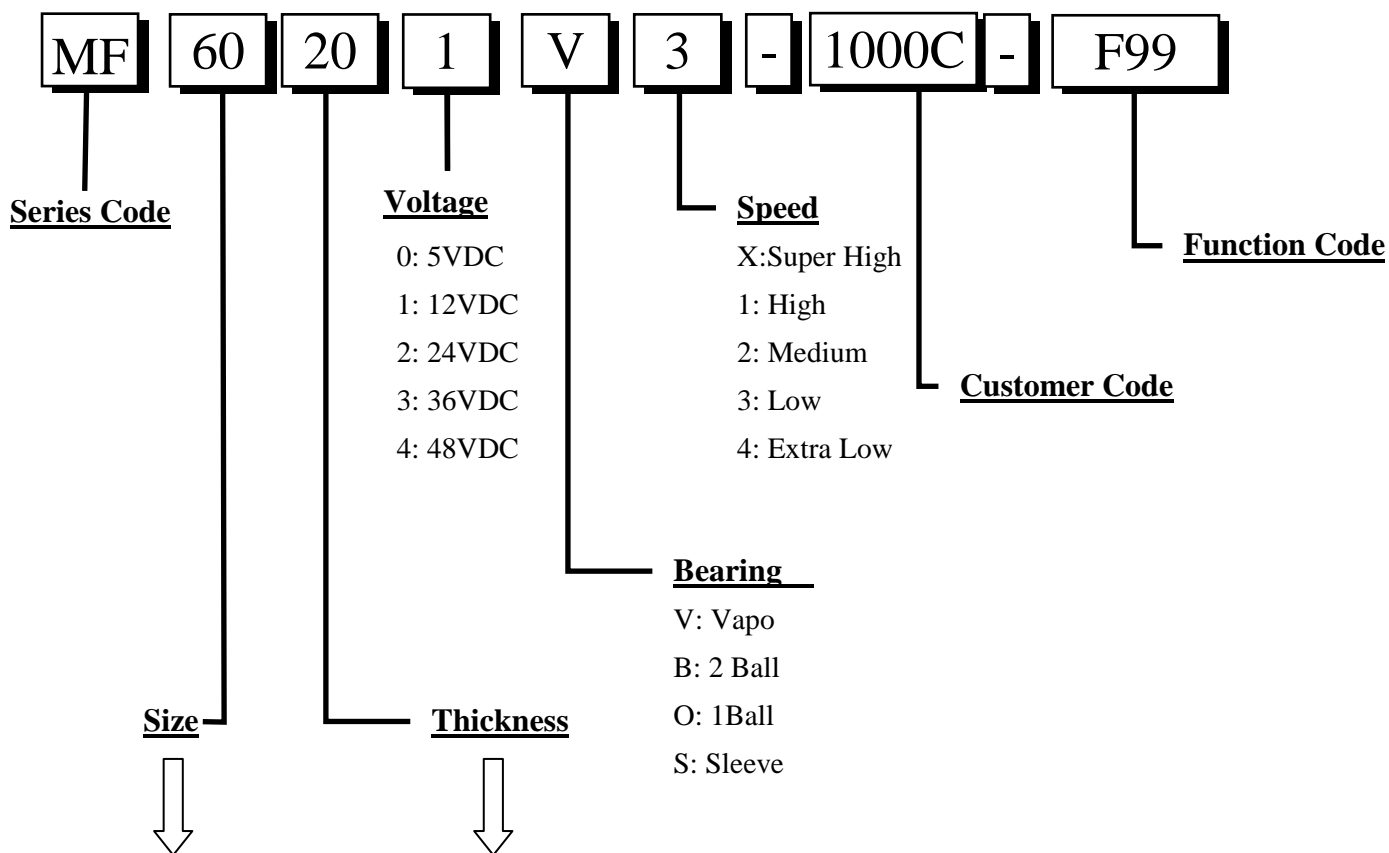 MF 60 20 1 V 3 - 1000C - F99
Series Code
Voltage
0: 5VDC
1: 12VDC
2: 24VDC
3: 36VDC
4: 48VDC
Speed
X:Super High
1: High
2: Medium
3: Low
4: Extra Low
Function Code
Customer Code
Bearing
V: Vapo
B: 2 Ball
O: 1Ball
S: Sleeve
Size
Thickness